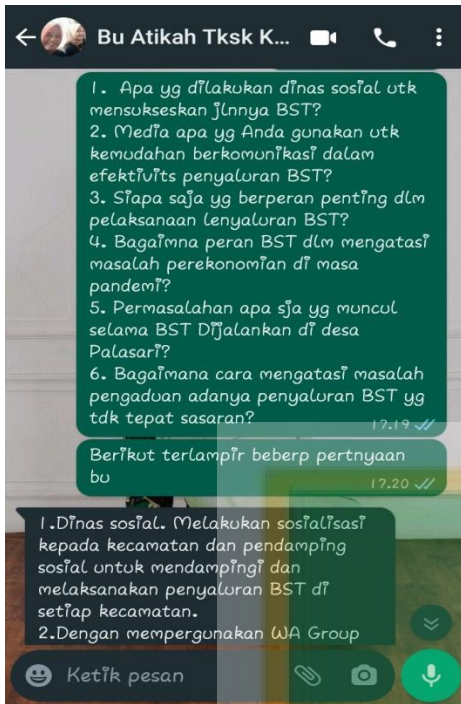 Bu Atikah Tksk K...
1. Apa yg dilakukan dinas sosial utk
mensukseskan jlnnya BST?
2. Media apa yg Anda gunakan utk
kemudahan berkomunikasi dalam
efektivits penyaluran BST?
3. Siapa saja yg berperan penting dlm
pelaksanaan lenyaluran BST?
4. Bagaimna peran BST dlm mengatasi
masalah perekonomian di masa
pandemi?
5. Permasalahan apa sja yg muncul
selama BST Dijalankan di desa
Palasari?
6. Bagaimana cara mengatasi masalah
pengaduan adanya penyaluran BST yg
tdk tepat sasaran?
17.19
Berikut terlampir beberp pertnyaan
bu
17.20
1.Dinas sosial. Melakukan sosialisasi
kepada kecamatan dan pendamping
sosial untuk mendampingi dan
melaksanakan penyaluran BST di
setiap kecamatan.
2.Dengan mempergunakan WA Group
Ketik pesan